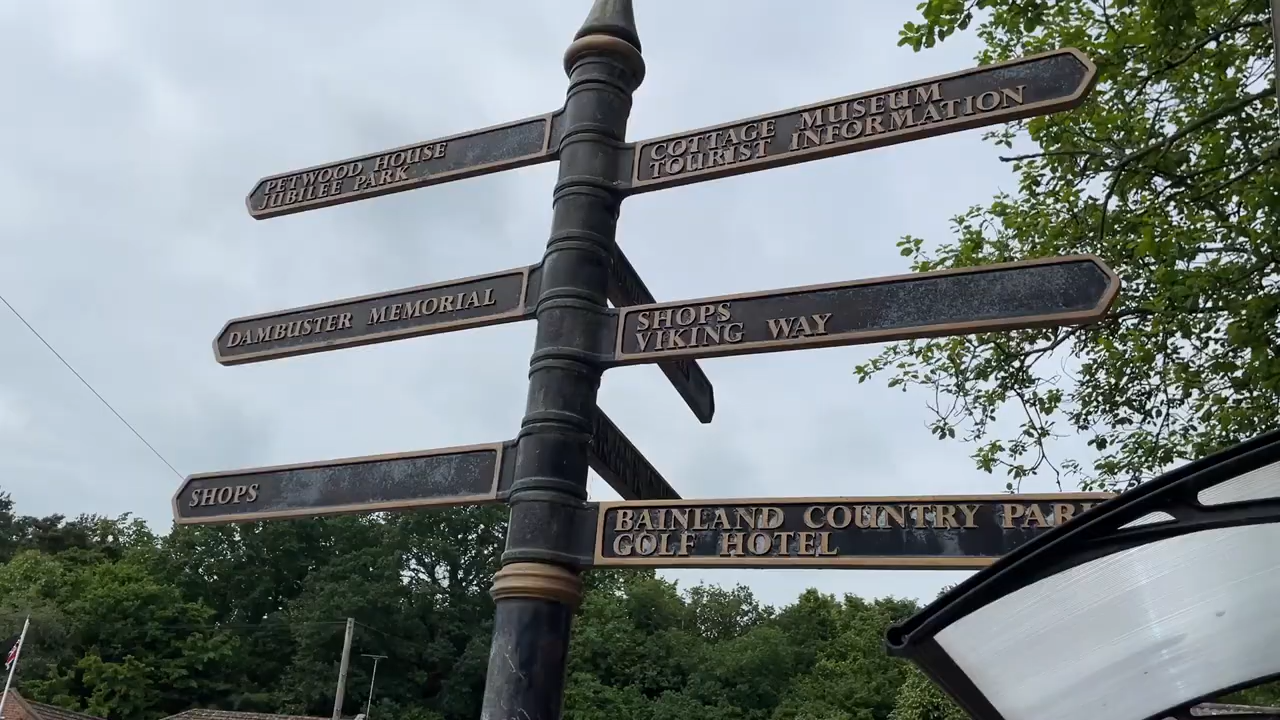 PETWOOD HOUSE
JUBILEE PARK
COTTAGE MUSEUM
TOURIST INFORMATION
DAMBUSTER MEMORIAL
SHOPS
VIKING WAY
SHOPS
BAINLAND COUNTRY PARK
GOLF HOTEL